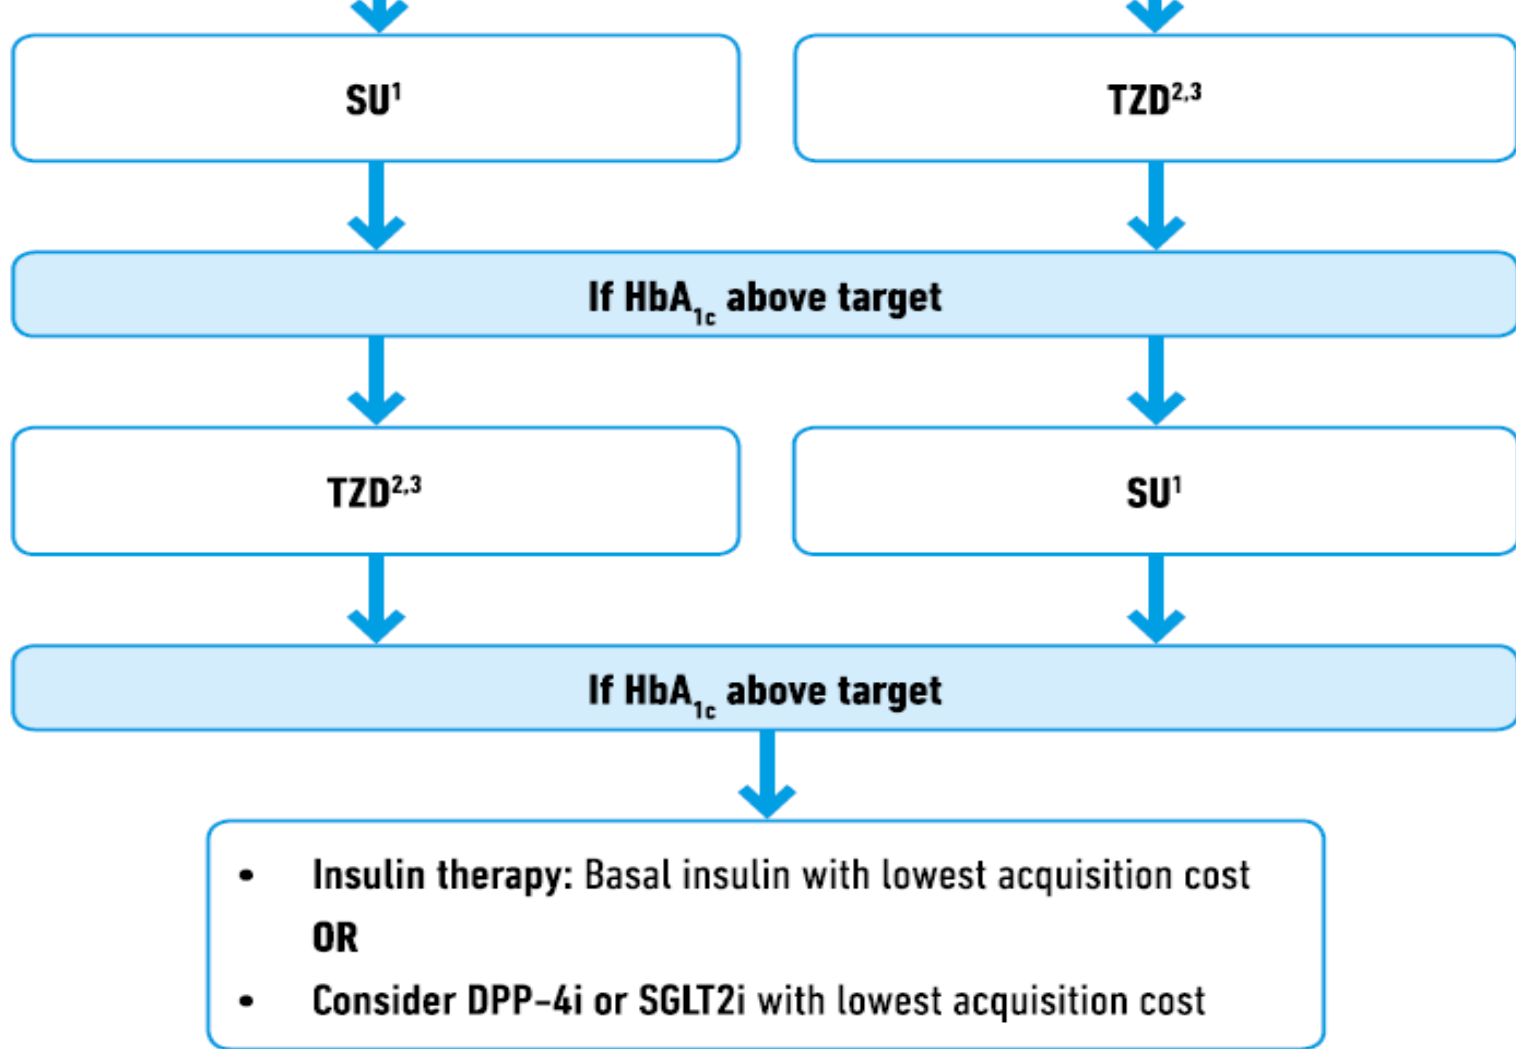 SU¹
TZD²,³
If HbA₁c above target
TZD²,³
SU¹
If HbA₁c above target
• Insulin therapy: Basal insulin with lowest acquisition cost
OR
• Consider DPP-4i or SGLT2i with lowest acquisition cost